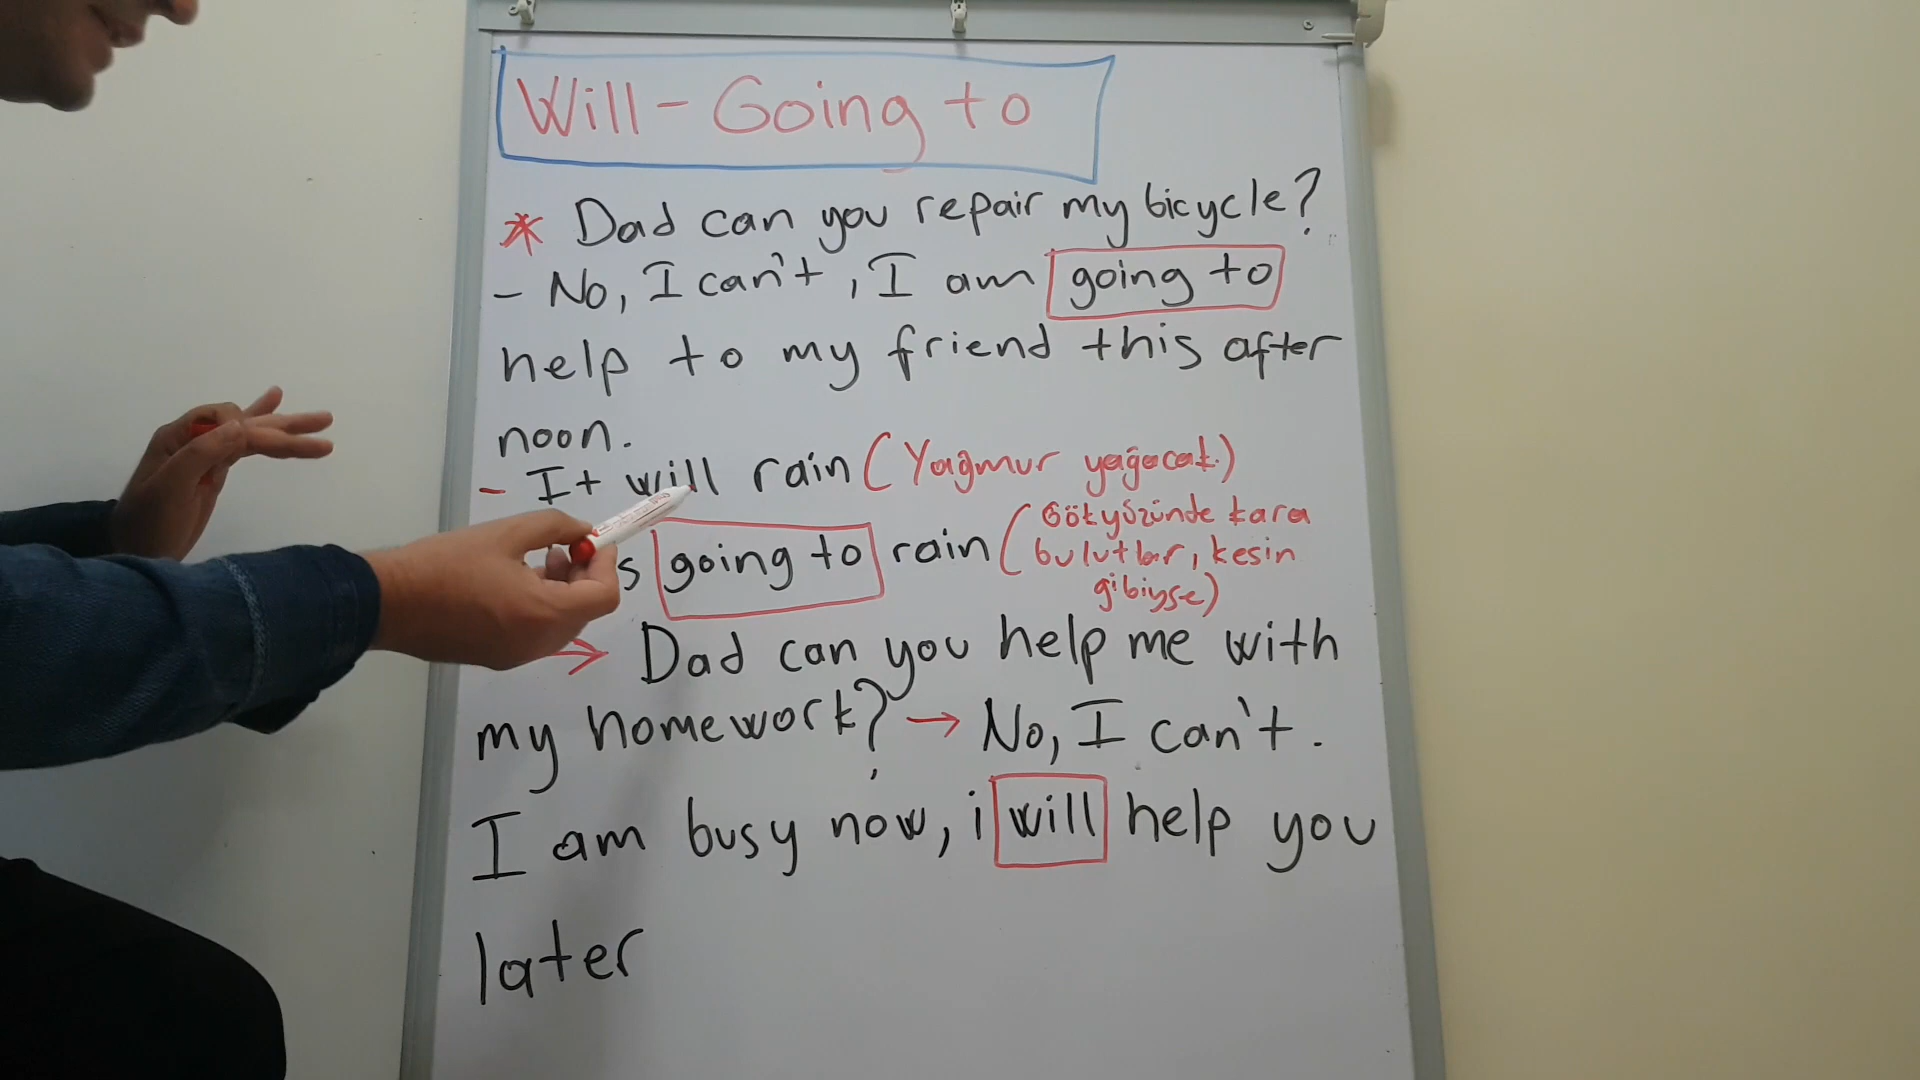 Will - Going to
* Dad can you repair my bicycle?
- No, I can't, I am going to
help to my friend this after
noon.
- It will rain (Yağmur yağacak.)
s going to rain (Gökyüzünde kara
bulutlar, kesin
gibiyse)
→ Dad can you help me with
my homework? → No, I can't.
I am busy now, i will help you
later